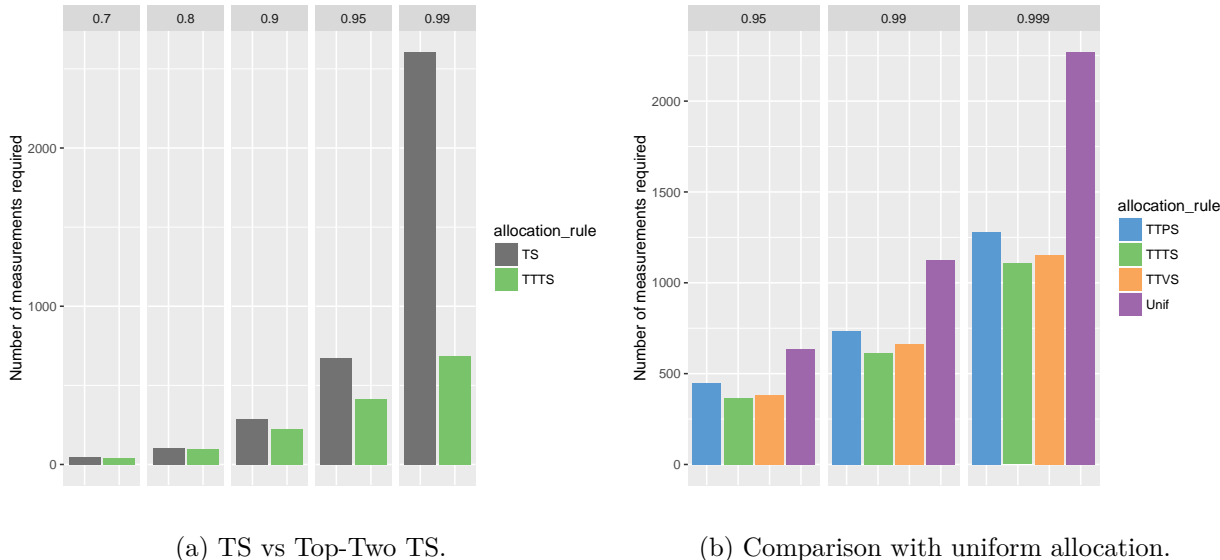 0.7
0.8
0.9
0.95
0.99
Number of measurements required
2000
1000
0
allocation_rule
TS
TTTS
(a) TS vs Top-Two TS.
0.95
0.99
0.999
Number of measurements required
2000
1500
1000
500
0
allocation_rule
TTPS
TTTS
TTVS
Unif
(b) Comparison with uniform allocation.